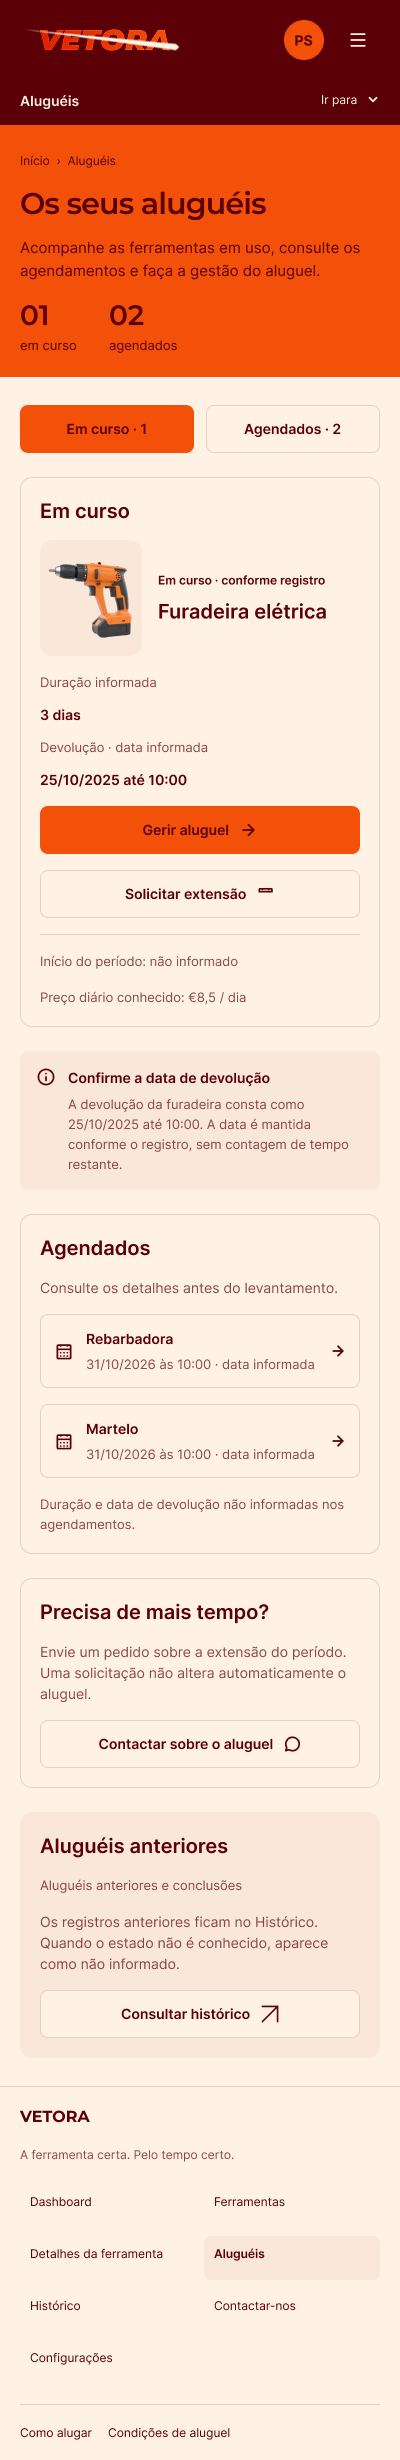 VETORA
PS
Aluguéis
Ir para
Início › Aluguéis
Os seus aluguéis
Acompanhe as ferramentas em uso, consulte os
agendamentos e faça a gestão do aluguel.
01
em curso
02
agendados
Em curso · 1
Agendados · 2
Em curso
Em curso · conforme registro
Furadeira elétrica
Duração informada
3 dias
Devolução · data informada
25/10/2025 até 10:00
Gerir aluguel
Solicitar extensão
Início do período: não informado
Preço diário conhecido: €8,5 / dia
Confirme a data de devolução
A devolução da furadeira consta como
25/10/2025 até 10:00. A data é mantida
conforme o registro, sem contagem de tempo
restante.
Agendados
Consulte os detalhes antes do levantamento.
Rebarbadora
31/10/2026 às 10:00 · data informada
Martelo
31/10/2026 às 10:00 · data informada
Duração e data de devolução não informadas nos
agendamentos.
Precisa de mais tempo?
Envie um pedido sobre a extensão do período.
Uma solicitação não altera automaticamente o
aluguel.
Contactar sobre o aluguel
Aluguéis anteriores
Aluguéis anteriores e conclusões
Os registros anteriores ficam no Histórico.
Quando o estado não é conhecido, aparece
como não informado.
Consultar histórico
VETORA
A ferramenta certa. Pelo tempo certo.
Dashboard
Ferramentas
Detalhes da ferramenta
Aluguéis
Histórico
Contactar-nos
Configurações
Como alugar
Condições de aluguel